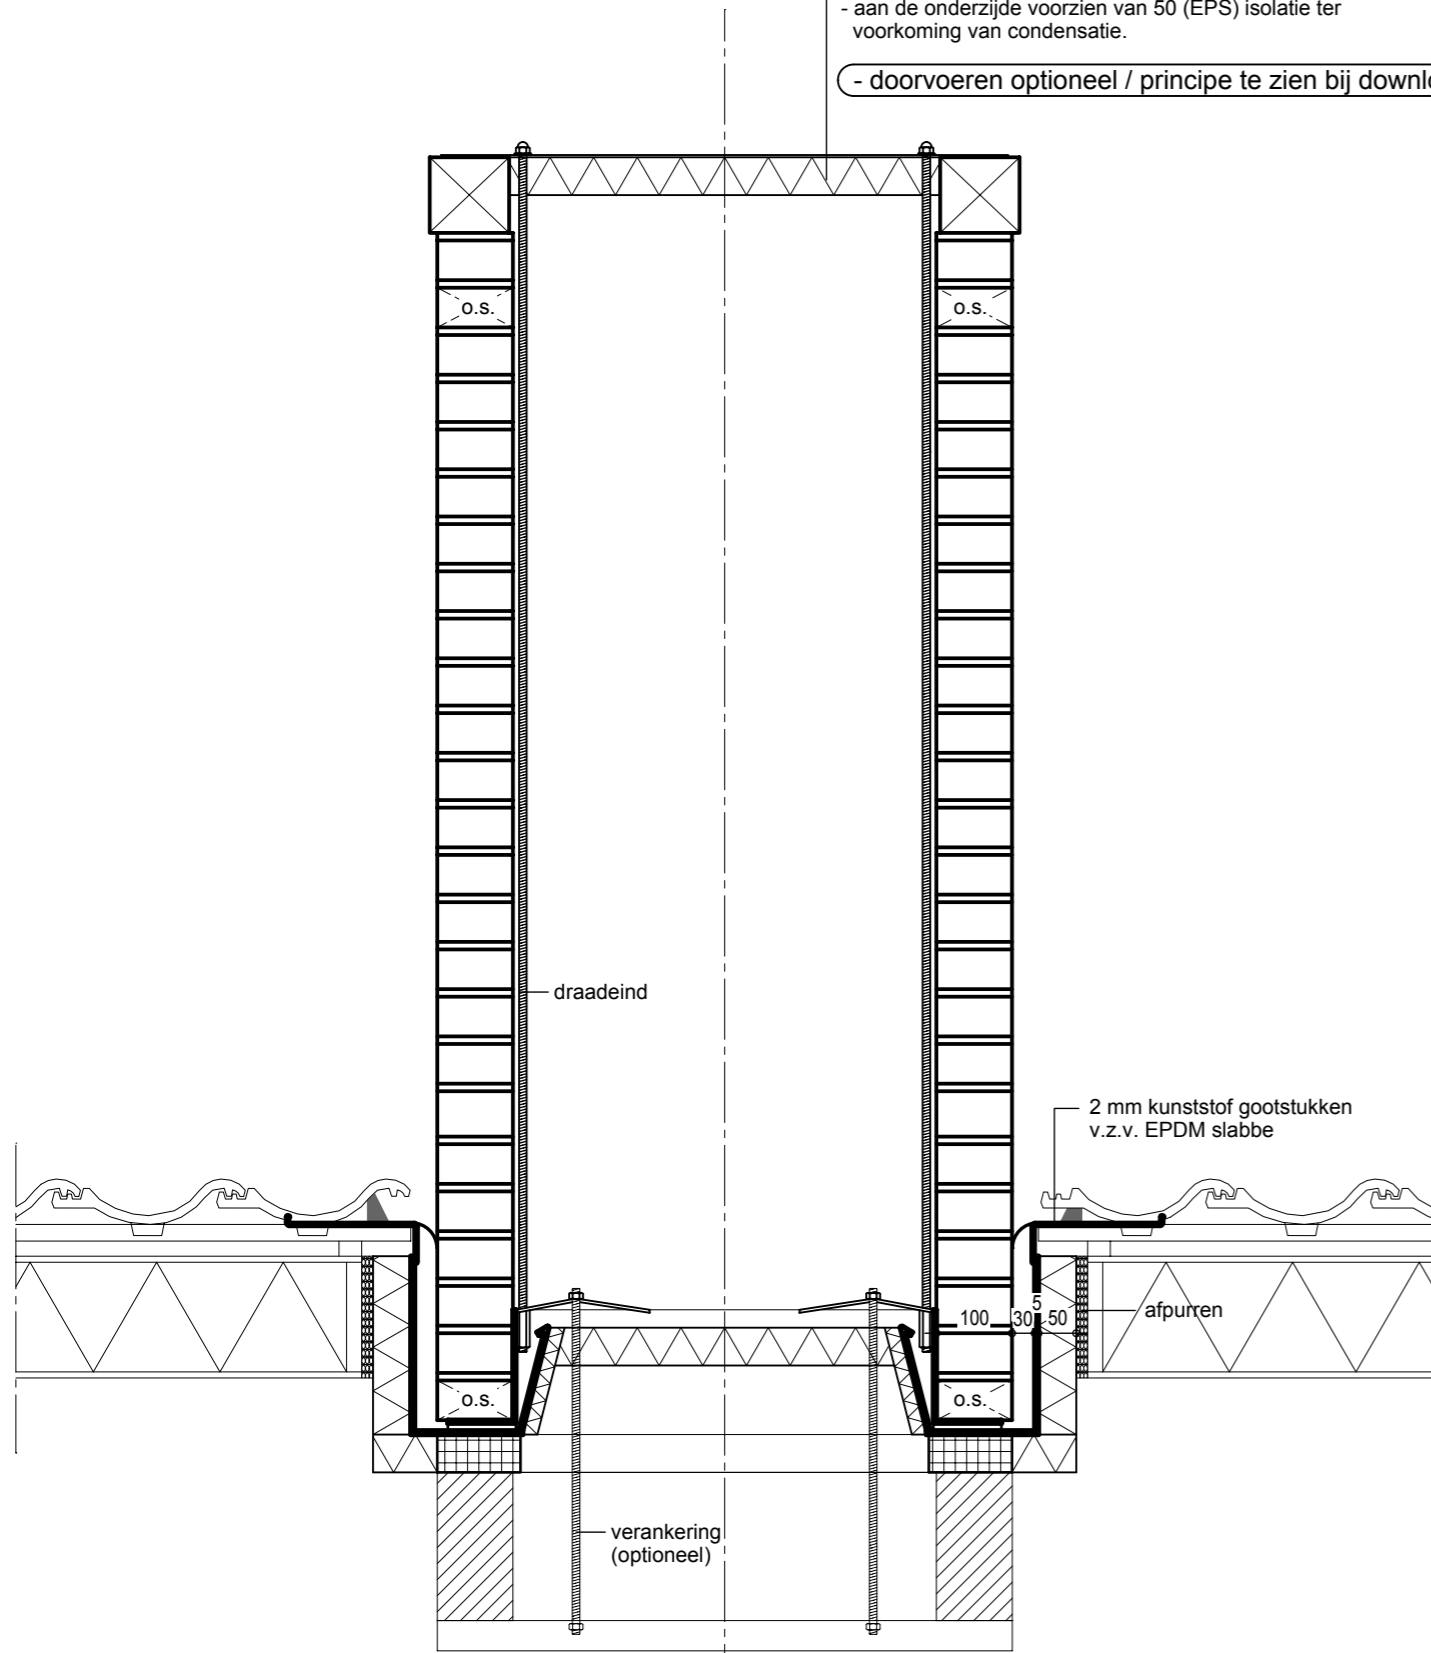 - aan de onderzijde voorzien van 50 (EPS) isolatie ter
voorkoming van condensatie.
- doorvoeren optioneel / principe te zien bij
o.s.
o.s.
draadeind
2 mm kunststof gootstukken
v.z.v. EPDM slabbe
100
30
5
50
afpurren
o.s.
o.s.
verankering
(optioneel)